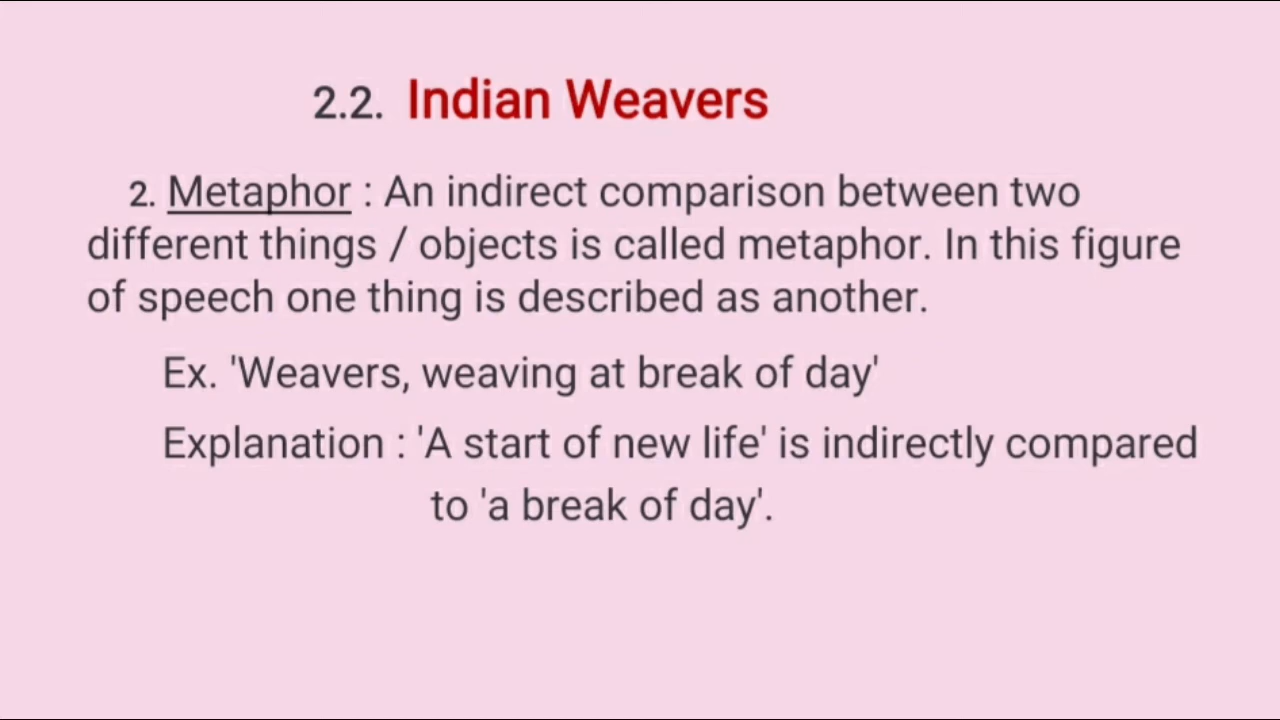 2.2. Indian Weavers
2. Metaphor : An indirect comparison between two
different things / objects is called metaphor. In this figure
of speech one thing is described as another.
Ex. 'Weavers, weaving at break of day'
Explanation : 'A start of new life' is indirectly compared
to 'a break of day'.